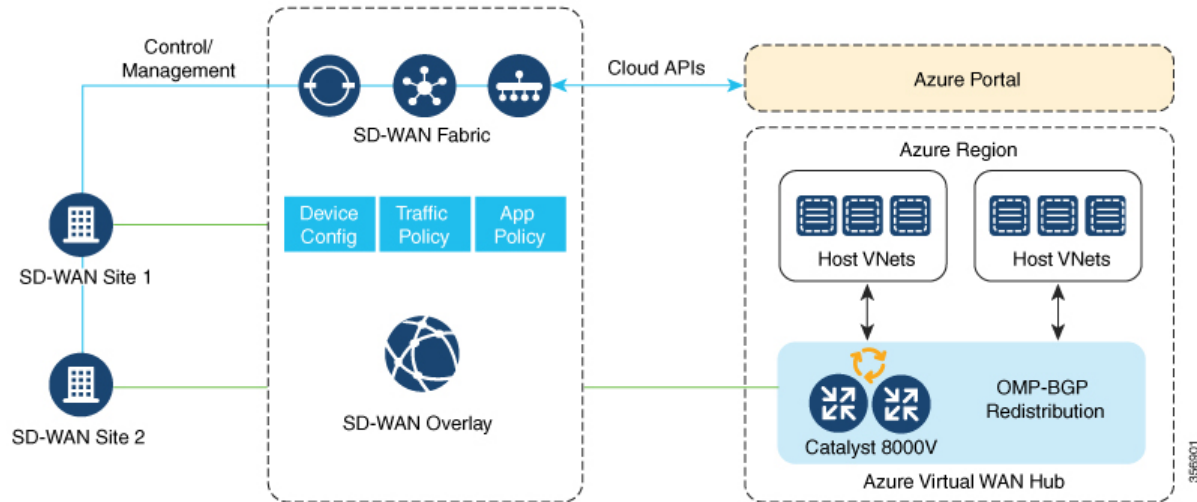 Control/
Management
SD-WAN Fabric
Cloud APIs
Azure Portal
Azure Region
Host VNets
Host VNets
Device
Config
Traffic
Policy
App
Policy
SD-WAN Site 1
SD-WAN Site 2
SD-WAN Overlay
OMP-BGP
Redistribution
Catalyst 8000V
Azure Virtual WAN Hub
356901